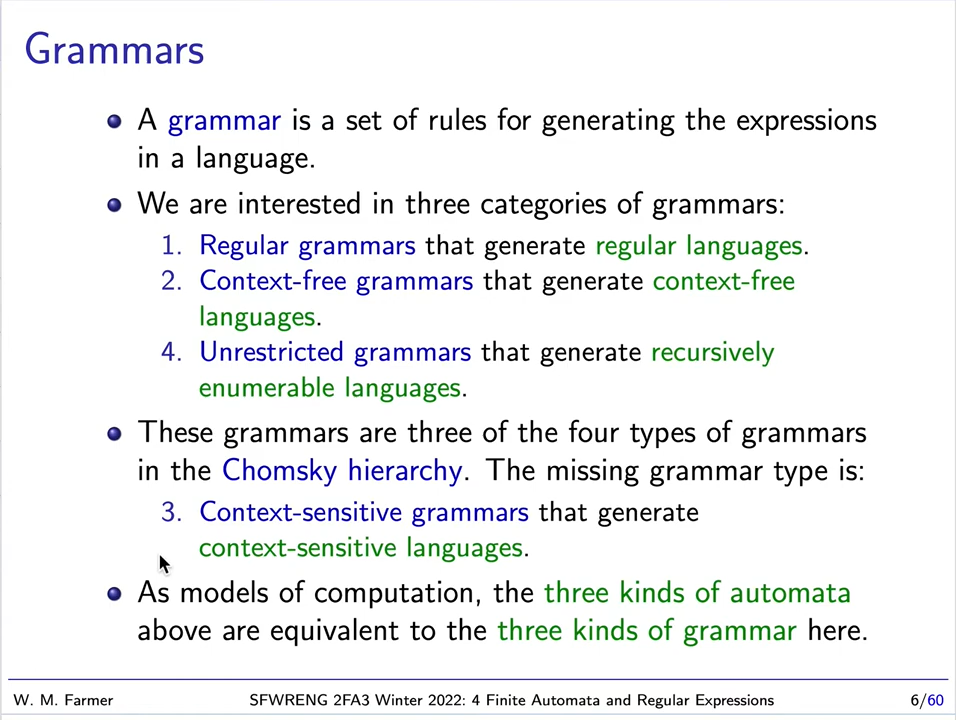 Grammars
A grammar is a set of rules for generating the expressions
in a language.
We are interested in three categories of grammars:
1. Regular grammars that generate regular languages.
2. Context-free grammars that generate context-free
languages.
4. Unrestricted grammars that generate recursively
enumerable languages.
These grammars are three of the four types of grammars
in the Chomsky hierarchy. The missing grammar type is:
3. Context-sensitive grammars that generate
context-sensitive languages.
As models of computation, the three kinds of automata
above are equivalent to the three kinds of grammar here.
W. M. Farmer SFWRENG 2FA3 Winter 2022: 4 Finite Automata and Regular Expressions 6/60